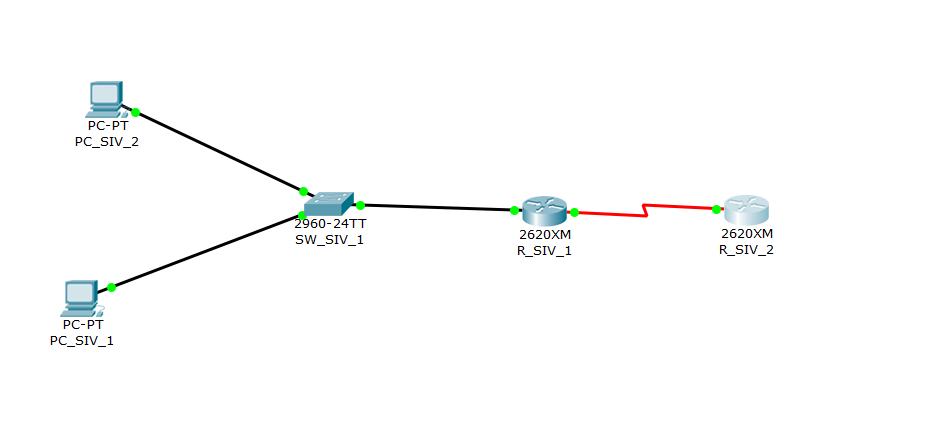 PC-PT
PC_SIV_2
2960-24TT
SW_SIV_1
2620XM
R_SIV_1
2620XM
R_SIV_2
PC-PT
PC_SIV_1